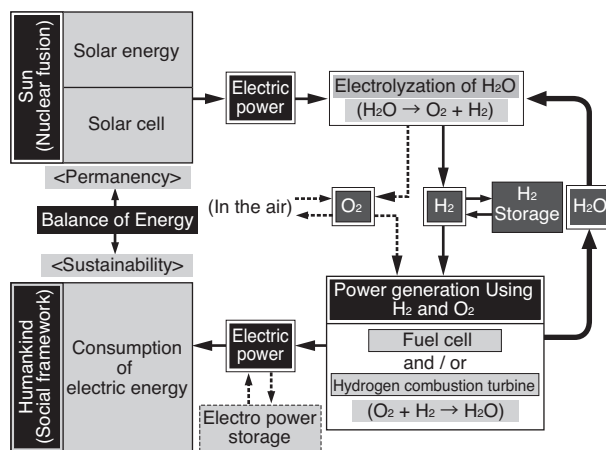 Sun
(Nuclear fusion)
Solar energy
Solar cell
Electric
power
Electrolyzation of H₂O
(H₂O → O₂ + H₂)
<Permanency>
Balance of Energy
<Sustainability>
(In the air)
O₂
H₂
H₂
Storage
H₂O
Humankind
(Social framework)
Consumption
of
electric energy
Electric
power
Electro power
storage
Power generation Using
H₂ and O₂
Fuel cell
and / or
Hydrogen combustion turbine
(O₂ + H₂ → H₂O)